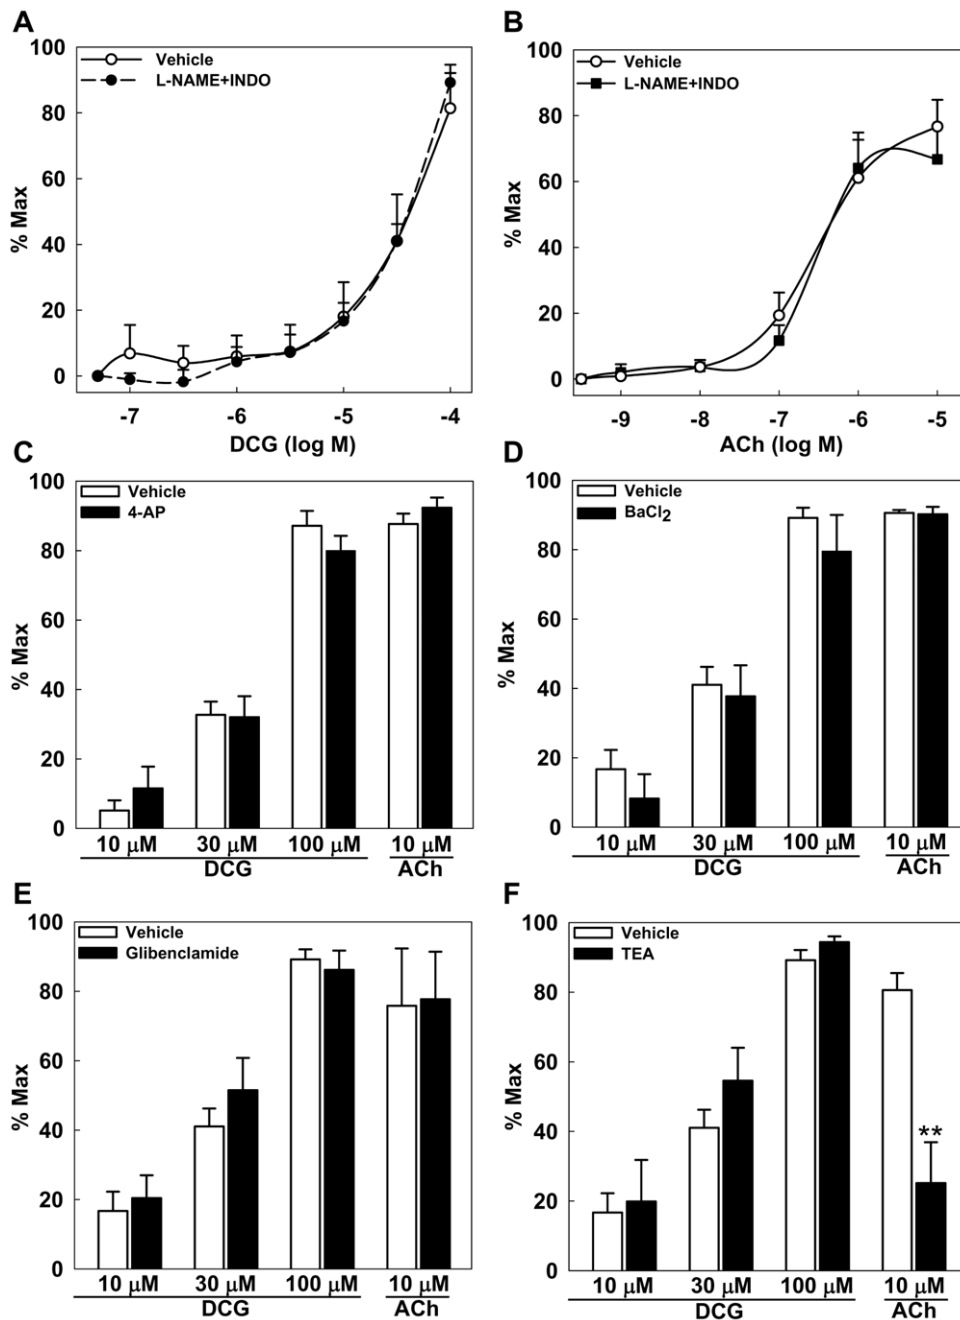 A
Vehicle
L-NAME+INDO
% Max
100
80
60
40
20
0
-7
-6
-5
-4
DCG (log M)
B
Vehicle
L-NAME+INDO
% Max
100
80
60
40
20
0
-9
-8
-7
-6
-5
ACh (log M)
C
Vehicle
4-AP
% Max
100
80
60
40
20
0
10 μM
30 μM
100 μM
10 μM
DCG
ACh
D
Vehicle
BaCl2
% Max
100
80
60
40
20
0
10 μM
30 μM
100 μM
10 μM
DCG
ACh
E
Vehicle
Glibenclamide
% Max
100
80
60
40
20
0
10 μM
30 μM
100 μM
10 μM
DCG
ACh
F
Vehicle
TEA
% Max
100
80
60
40
20
0
**
10 μM
30 μM
100 μM
10 μM
DCG
ACh